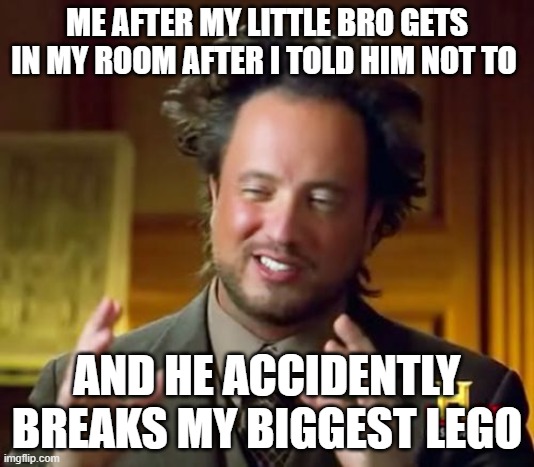 ME AFTER MY LITTLE BRO GETS
IN MY ROOM AFTER I TOLD HIM NOT TO
AND HE ACCIDENTLY
BREAKS MY BIGGEST LEGO
imgflip.com